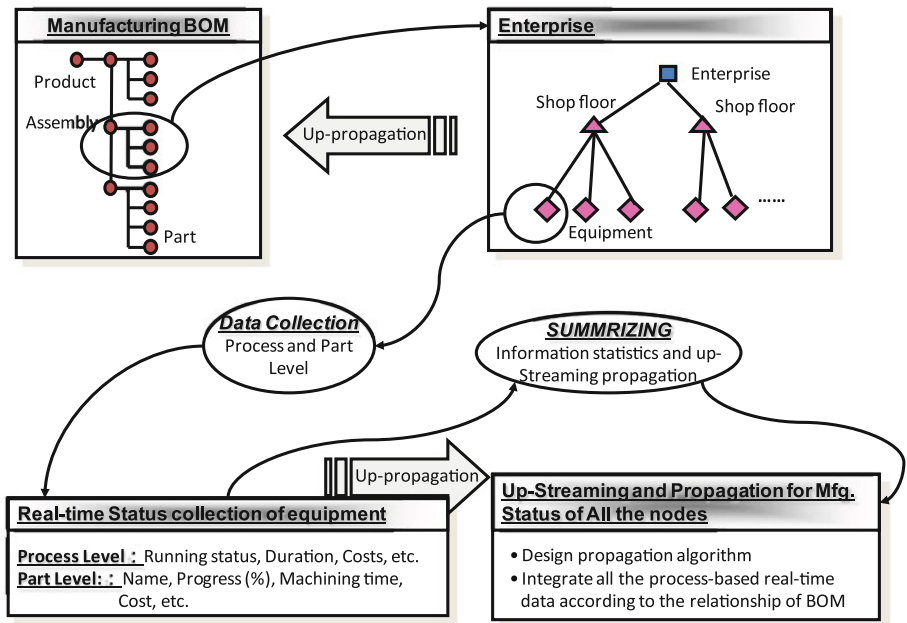 Manufacturing BOM
Product
Assembly
Part
Up-propagation
Enterprise
Enterprise
Shop floor
Shop floor
Equipment
......
Data Collection
Process and Part
Level
SUMMRIZING
Information statistics and up-
Streaming propagation
Up-propagation
Real-time Status collection of equipment
Process Level : Running status, Duration, Costs, etc.
Part Level: : Name, Progress (%), Machining time,
Cost, etc.
Up-Streaming and Propagation for Mfg.
Status of All the nodes
• Design propagation algorithm
• Integrate all the process-based real-time
data according to the relationship of BOM